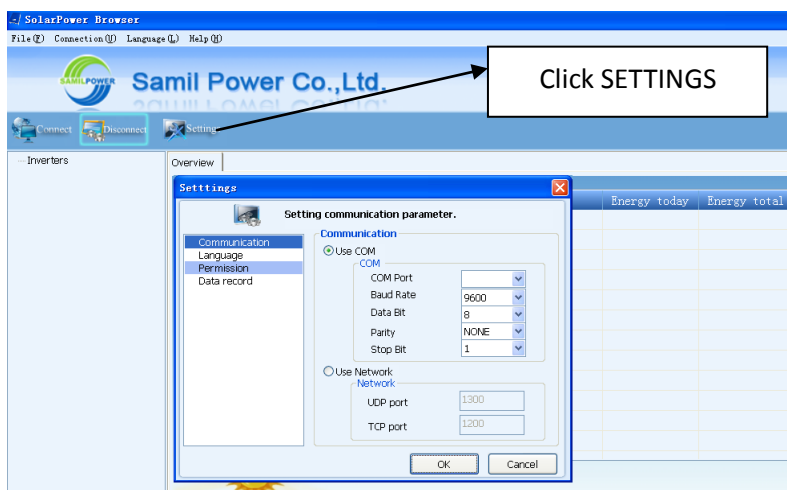 SolarPower Browser
File(F) Connection(U) Language(L) Help(H)
SAMILPOWER Samil Power Co.,Ltd.
Click SETTINGS
Connect Disconnect Setting
Inverters
Overview
Setttings
Energy today Energy total
Setting communication parameter.
Communication
Language
Permission
Data record
Communication
Use COM
COM
COM Port
Baud Rate 9600
Data Bit 8
Parity NONE
Stop Bit 1
Use Network
Network
UDP port 1300
TCP port 1200
OK Cancel